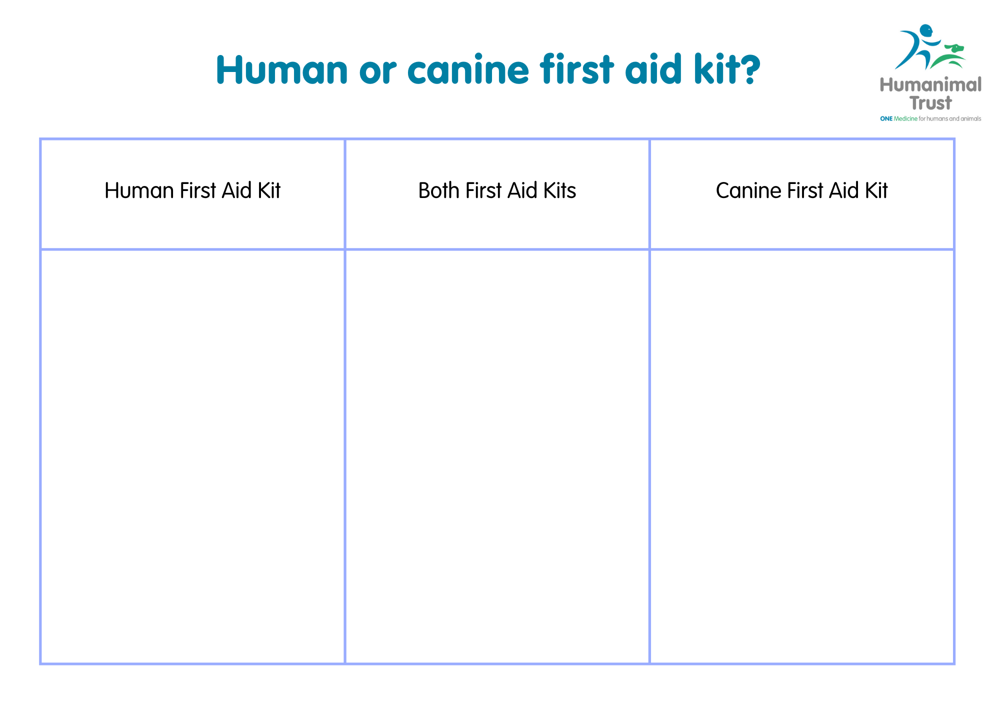 Human or canine first aid kit?
Humanimal
Trust
ONE Medicine for humans and animals
Human First Aid Kit
Both First Aid Kits
Canine First Aid Kit